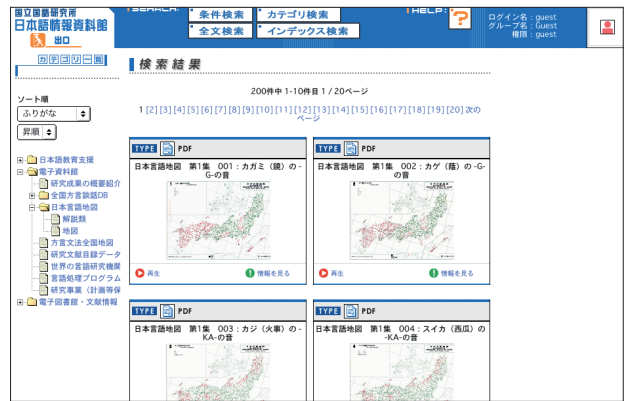 国立国語研究所
日本語情報資料館
出口
SEARCH:
条件検索
カテゴリ検索
全文検索
インデックス検索
HELP:
?
ログイン名:guest
グループ名:Guest
権限:guest
カテゴリ一覧
ソート順
ふりがな
昇順
日本語教育支援
電子資料館
研究成果の概要紹介
全国方言談話DB
日本言語地図
解説類
地図
方言文法全国地図
研究文献目録データ
世界の言語研究機関
言語処理プログラム
研究事業(計画等保
電子図書館・文献情報
検索結果
200件中 1-10件目 1 / 20ページ
1 [2] [3] [4] [5] [6] [7] [8] [9] [10] [11] [12] [13] [14] [15] [16] [17] [18] [19] [20] 次の
ページ
TYPE PDF
日本言語地図 第1集 001:カガミ(鏡)の -
G-の音
再生
情報を見る
TYPE PDF
日本言語地図 第1集 002:カゲ(蔭)の -G-
の音
再生
情報を見る
TYPE PDF
日本言語地図 第1集 003:カジ(火事)の -
KA-の音
TYPE PDF
日本言語地図 第1集 004:スイカ(西瓜)の
-KA-の音